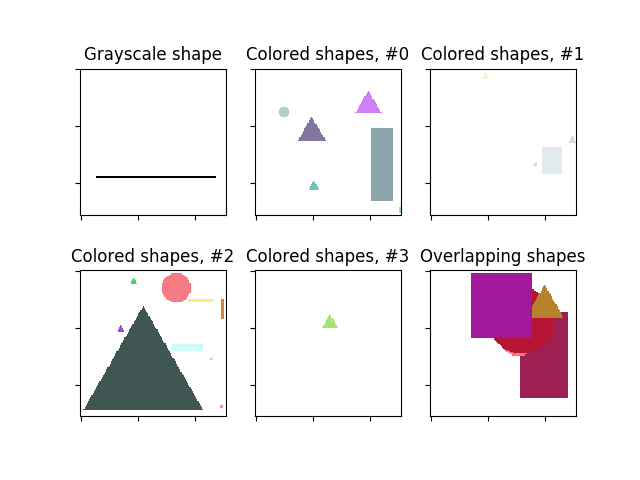 Grayscale shape
Colored shapes, #0
Colored shapes, #1
Colored shapes, #2
Colored shapes, #3
Overlapping shapes